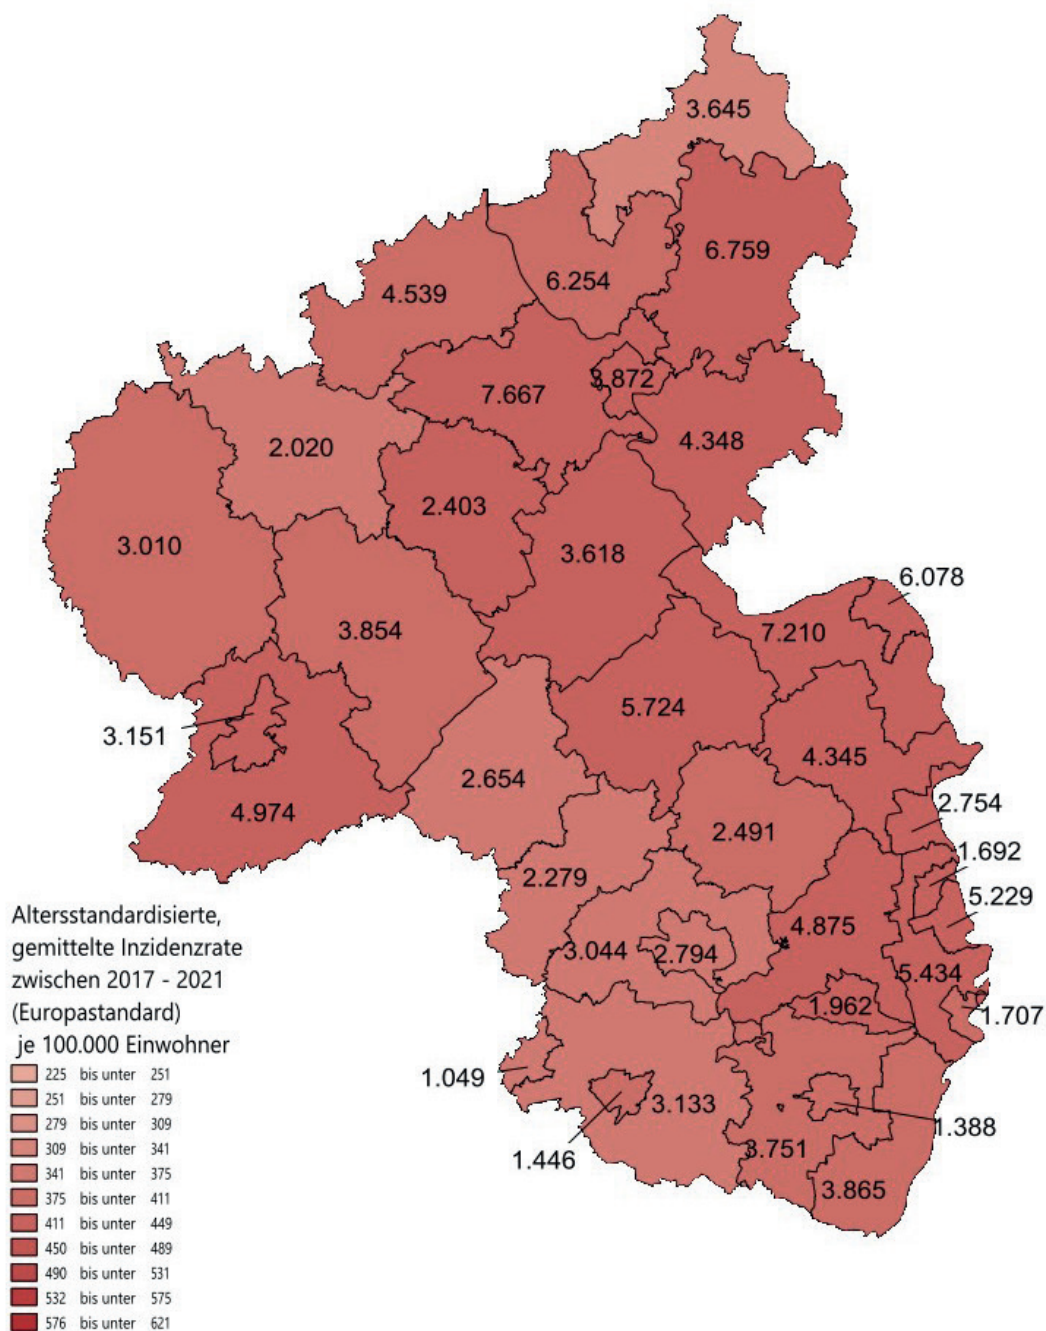 3.645
6.759
6.254
4.539
3.872
7.667
4.348
2.020
2.403
3.010
3.618
6.078
3.854
7.210
5.724
3.151
4.345
2.654
4.974
2.754
2.491
1.692
2.279
5.229
4.875
3.044
2.794
5.434
1.962
1.707
1.049
3.133
1.388
1.446
3.751
3.865
Altersstandardisierte,
gemittelte Inzidenzrate
zwischen 2017 - 2021
(Europastandard)
je 100.000 Einwohner
225 bis unter 251
251 bis unter 279
279 bis unter 309
309 bis unter 341
341 bis unter 375
375 bis unter 411
411 bis unter 449
450 bis unter 489
490 bis unter 531
532 bis unter 575
576 bis unter 621